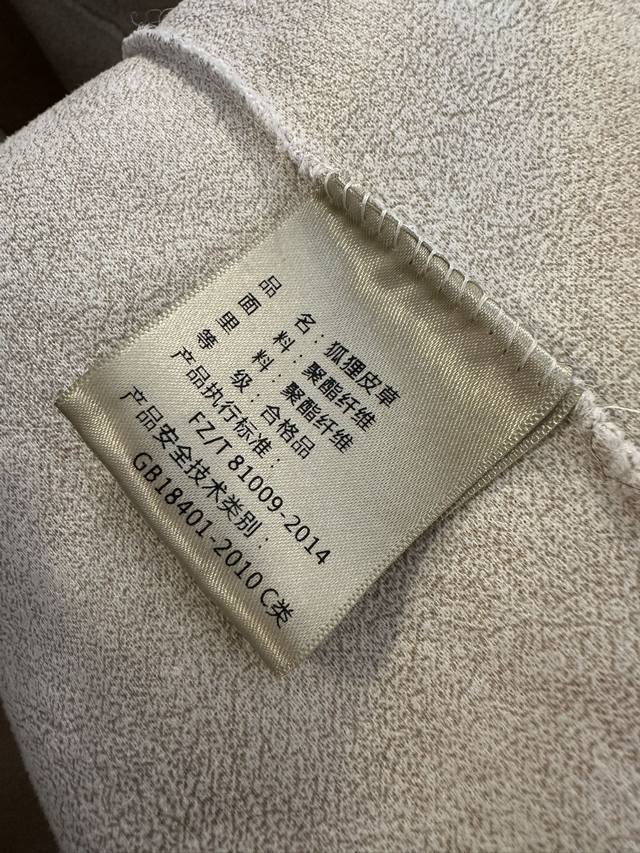 品 名：狐狸皮草
面 料：聚酯纤维
里 料：聚酯纤维
等 级：合格品
产品执行标准：
FZ/T 81009-2014
产品安全技术类别：
GB18401-2010 C类